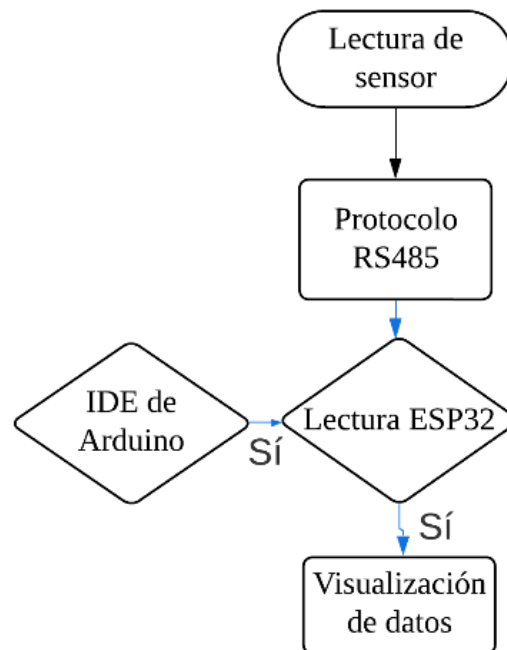 Lectura de
sensor
Protocolo
RS485
IDE de
Arduino
Sí
Lectura ESP32
Sí
Visualización
de datos